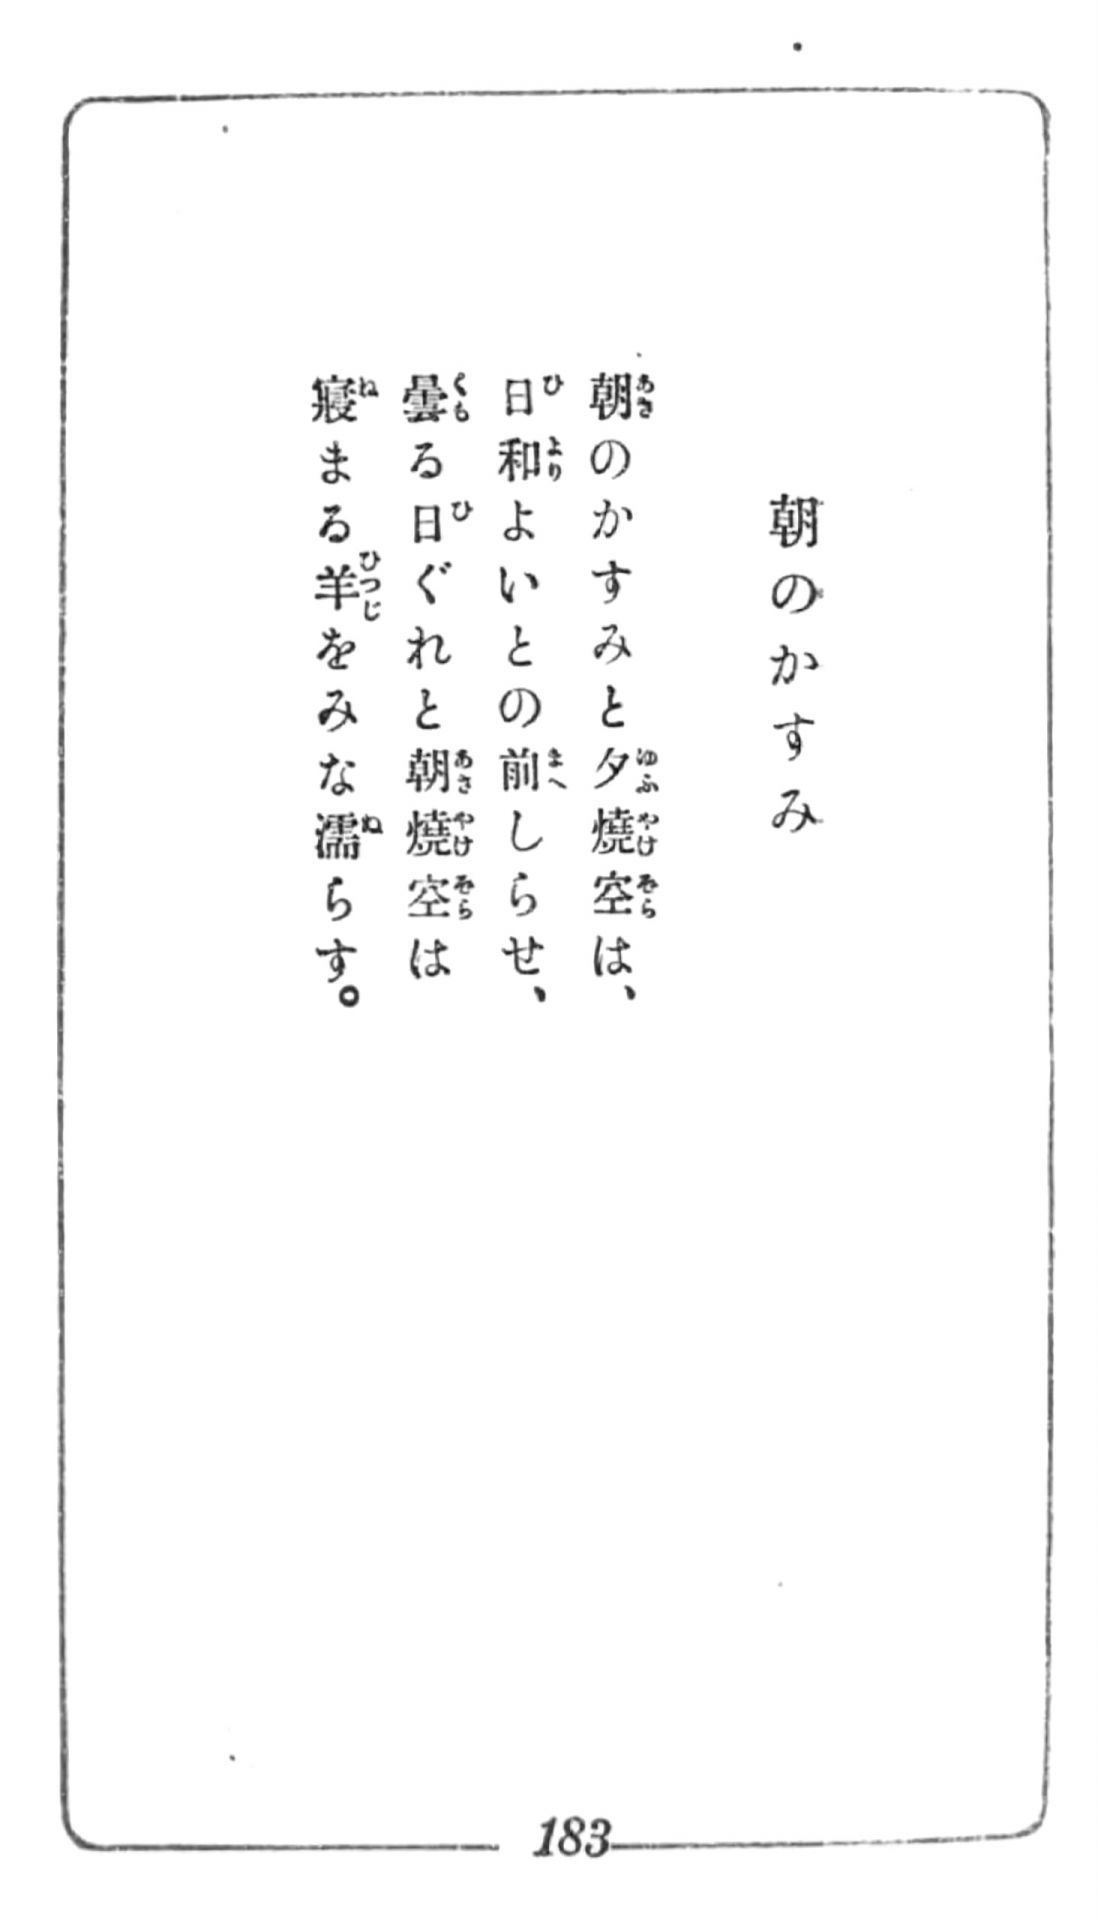 朝のかすみ
朝のかすみと夕燒空は、
日和よいとの前しらせ、
曇る日ぐれと朝燒空は
寢まる羊をみな濡らす。
183